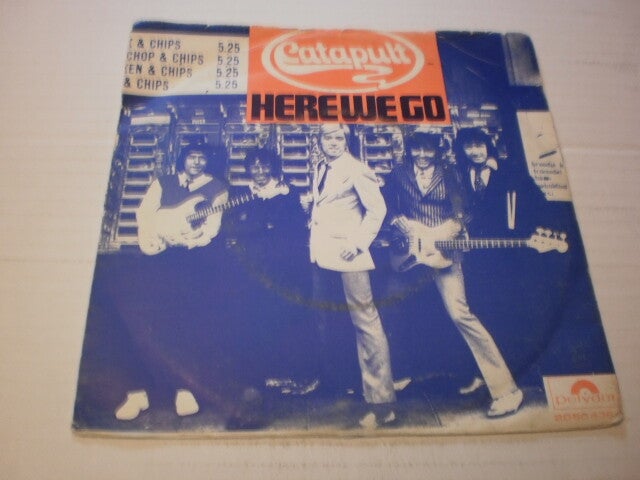 & CHIPS 5.25
CHOP & CHIPS 5.25
EN & CHIPS 5.25
& CHIPS 5.25
Catapult
HERE WE GO
Polydor